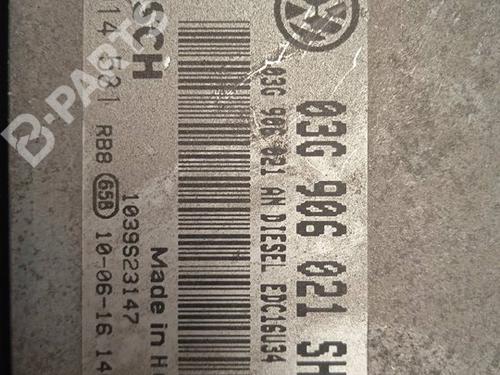 03G 906 021 SH
03G 906 021 AN DIESEL EDC16U34
SCH
14 501
1039S23147
Made in H
RB8 65B 10-06-16 14
B-PARTS